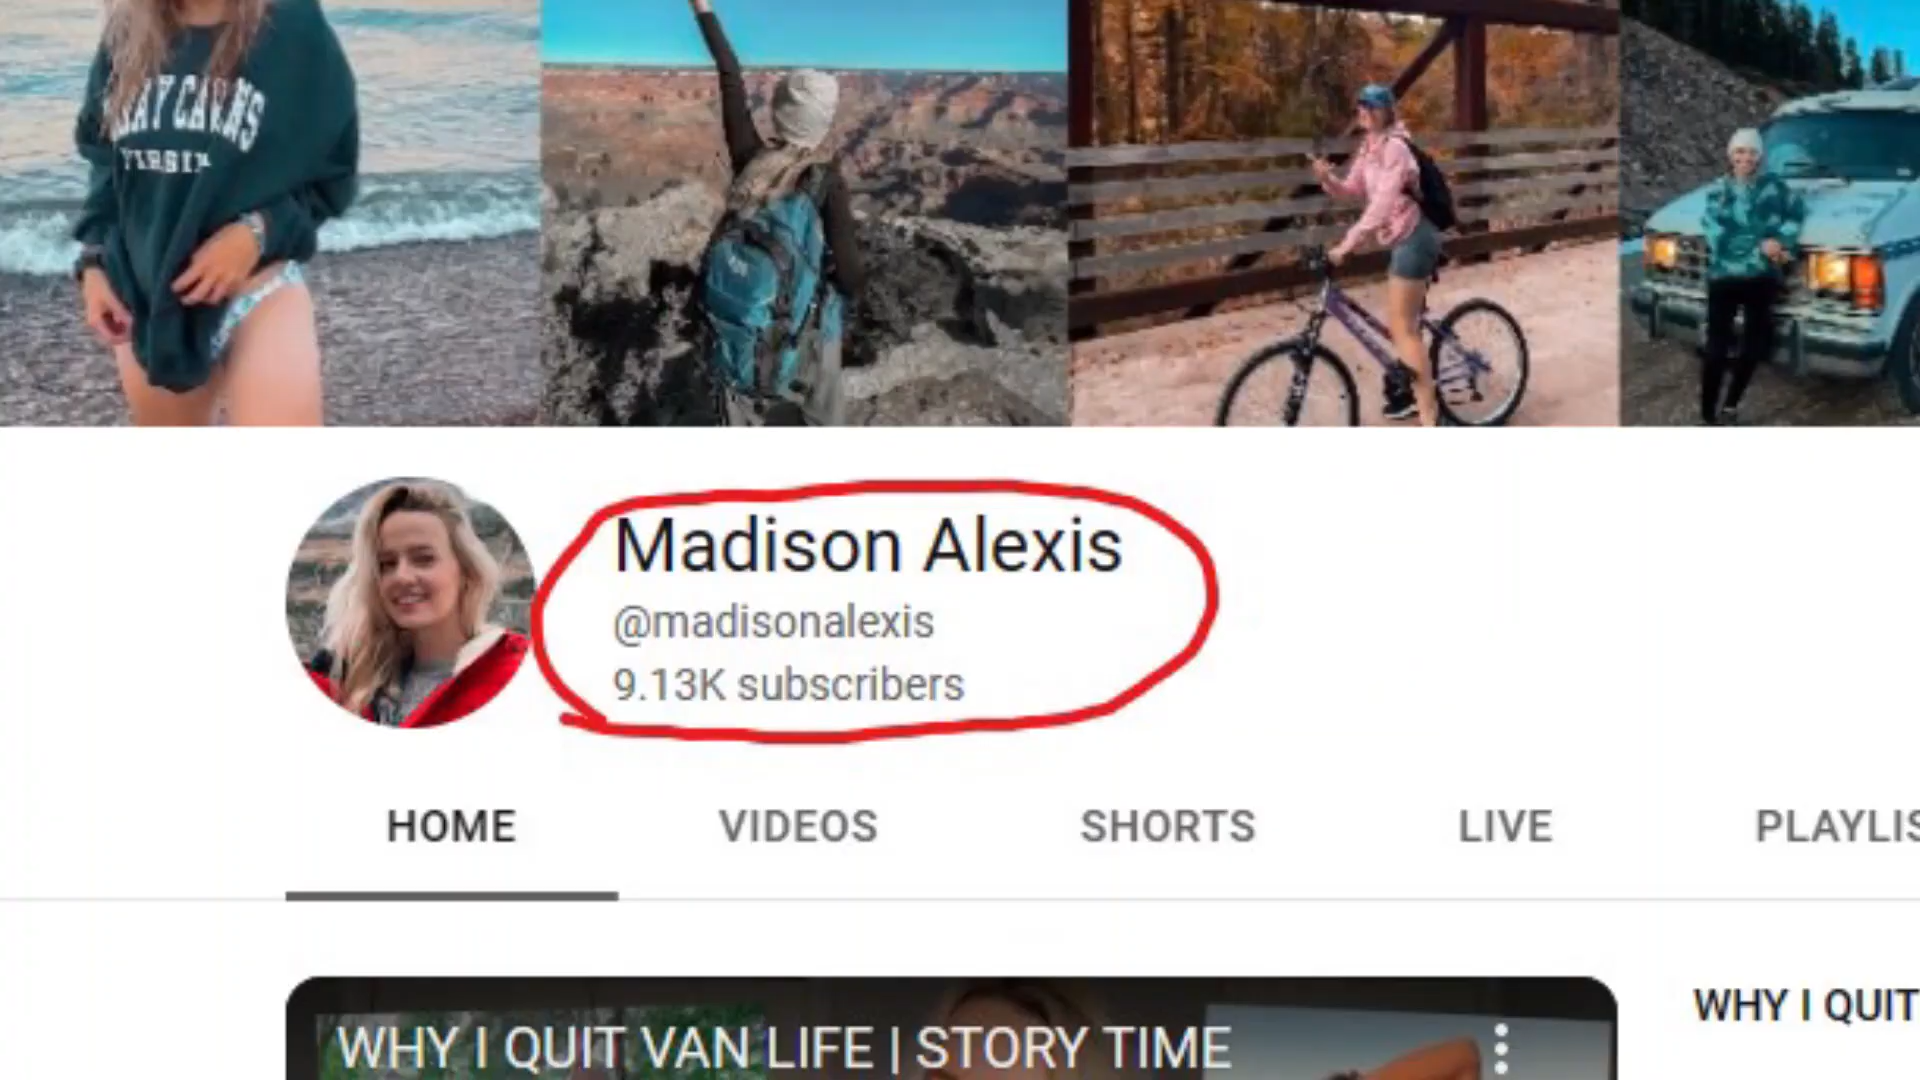 Madison Alexis
@madisonalexis
9.13K subscribers
HOME VIDEOS SHORTS LIVE
WHY I QUIT VAN LIFE | STORY TIME
WHY I QUIT